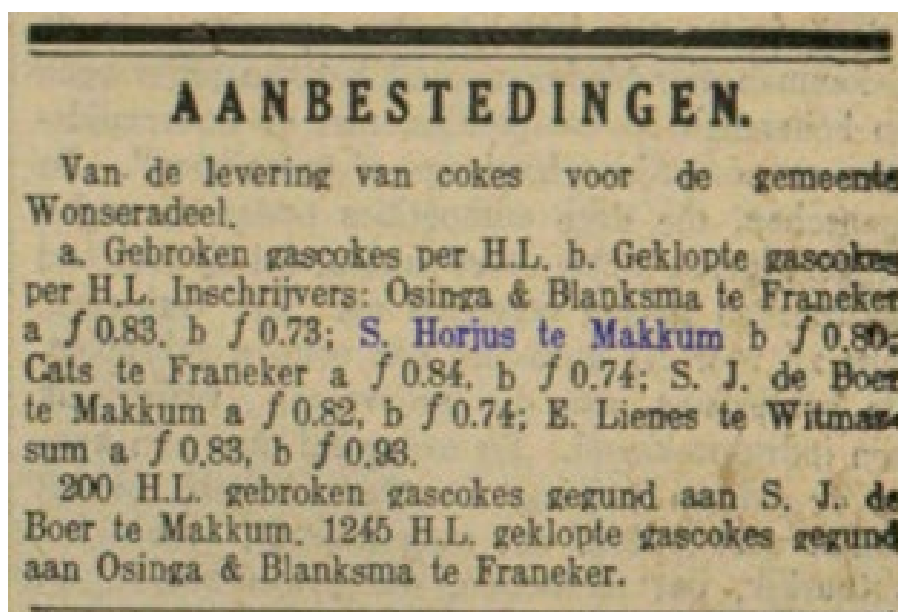 AANBESTEDINGEN.
Van de levering van cokes voor de gemeente
Wonseradeel.
a. Gebroken gascokes per H.L. b. Geklopte gascokes
per H.L. Inschrijvers: Osinga & Blanksma te Franeker
a f 0.83, b f 0.73; S. Horjus te Makkum b f 0.80;
Cats te Franeker a f 0.84, b f 0.74; S. J. de Boer
te Makkum a f 0.82, b f 0.74; E. Lienes te Witmar-
sum a f 0.83, b f 0.93.
200 H.L. gebroken gascokes gegund aan S. J. de
Boer te Makkum. 1245 H.L. geklopte gascokes gegund
aan Osinga & Blanksma te Franeker.